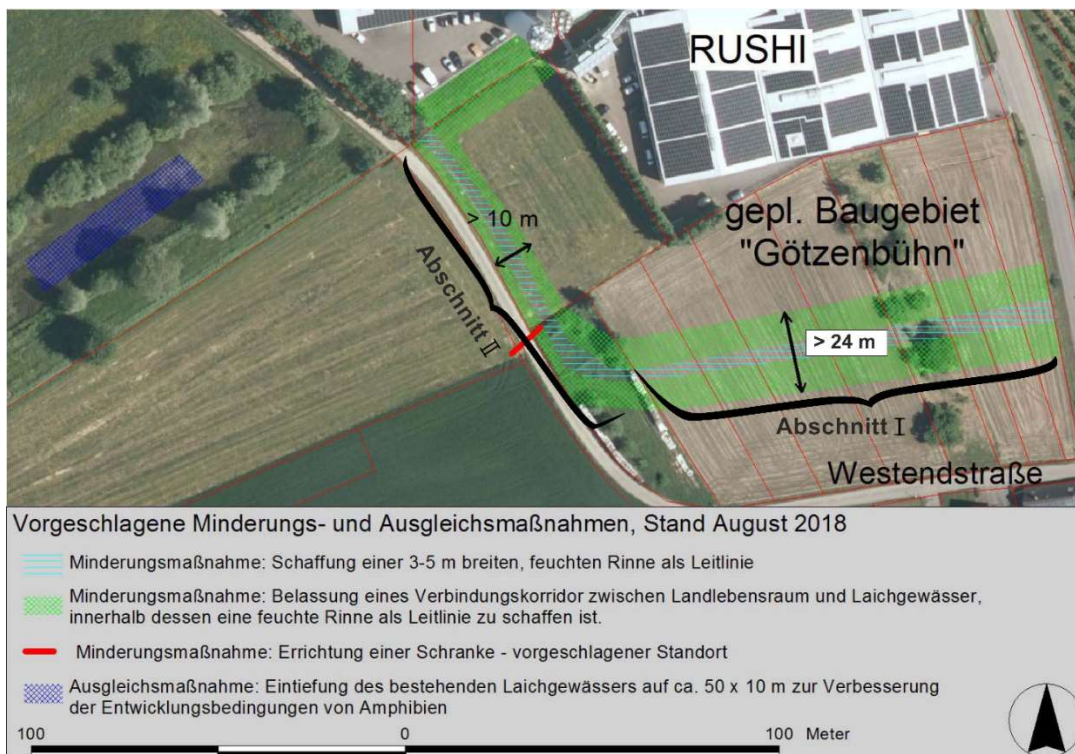 RUSHI
gepl. Baugebiet
"Götzenbühn"
> 10 m
Abschnitt II
> 24 m
Abschnitt I
Westendstraße
Vorgeschlagene Minderungs- und Ausgleichsmaßnahmen, Stand August 2018
Minderungsmaßnahme: Schaffung einer 3-5 m breiten, feuchten Rinne als Leitlinie
Minderungsmaßnahme: Belassung eines Verbindungskorridor zwischen Landlebensraum und Laichgewässer,
innerhalb dessen eine feuchte Rinne als Leitlinie zu schaffen ist.
Minderungsmaßnahme: Errichtung einer Schranke - vorgeschlagener Standort
Ausgleichsmaßnahme: Eintiefung des bestehenden Laichgewässers auf ca. 50 x 10 m zur Verbesserung
der Entwicklungsbedingungen von Amphibien
100 0 100 Meter